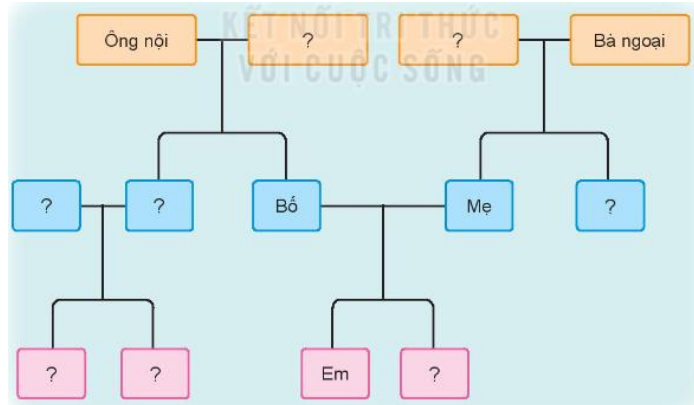 KẾT NỐI TRI THỨC
VỚI CUỘC SỐNG
Ông nội
?
?
Bà ngoại
?
?
Bố
Mẹ
?
?
?
Em
?